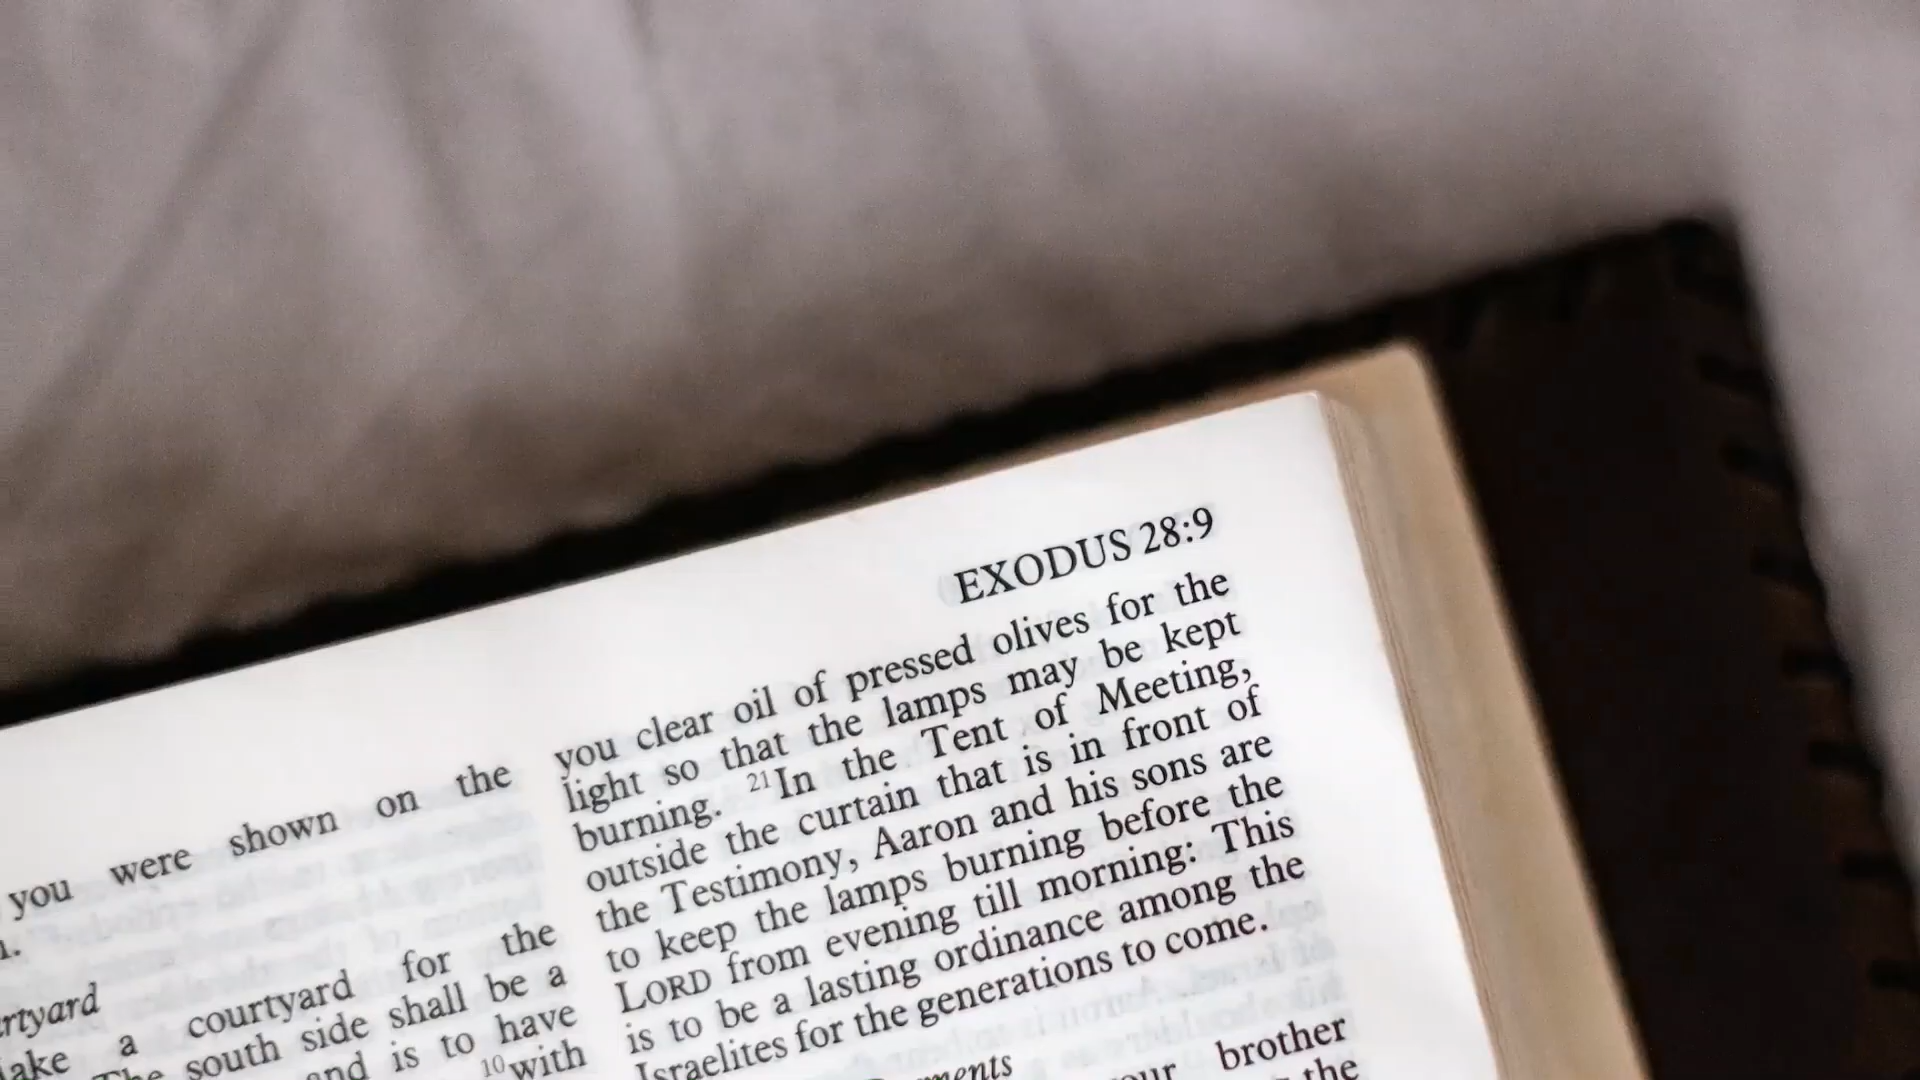 EXODUS 28:9
you were shown on the
courtyard for the
a courtyard
south side shall be a
and is to have
10with
you clear oil of pressed olives for the
light so that the lamps may be kept
burning. 21In the Tent of Meeting,
outside the curtain that is in front of
the Testimony, Aaron and his sons are
to keep the lamps burning before the
LORD from evening till morning: This
is to be a lasting ordinance among the
Israelites for the generations to come.
brother
the